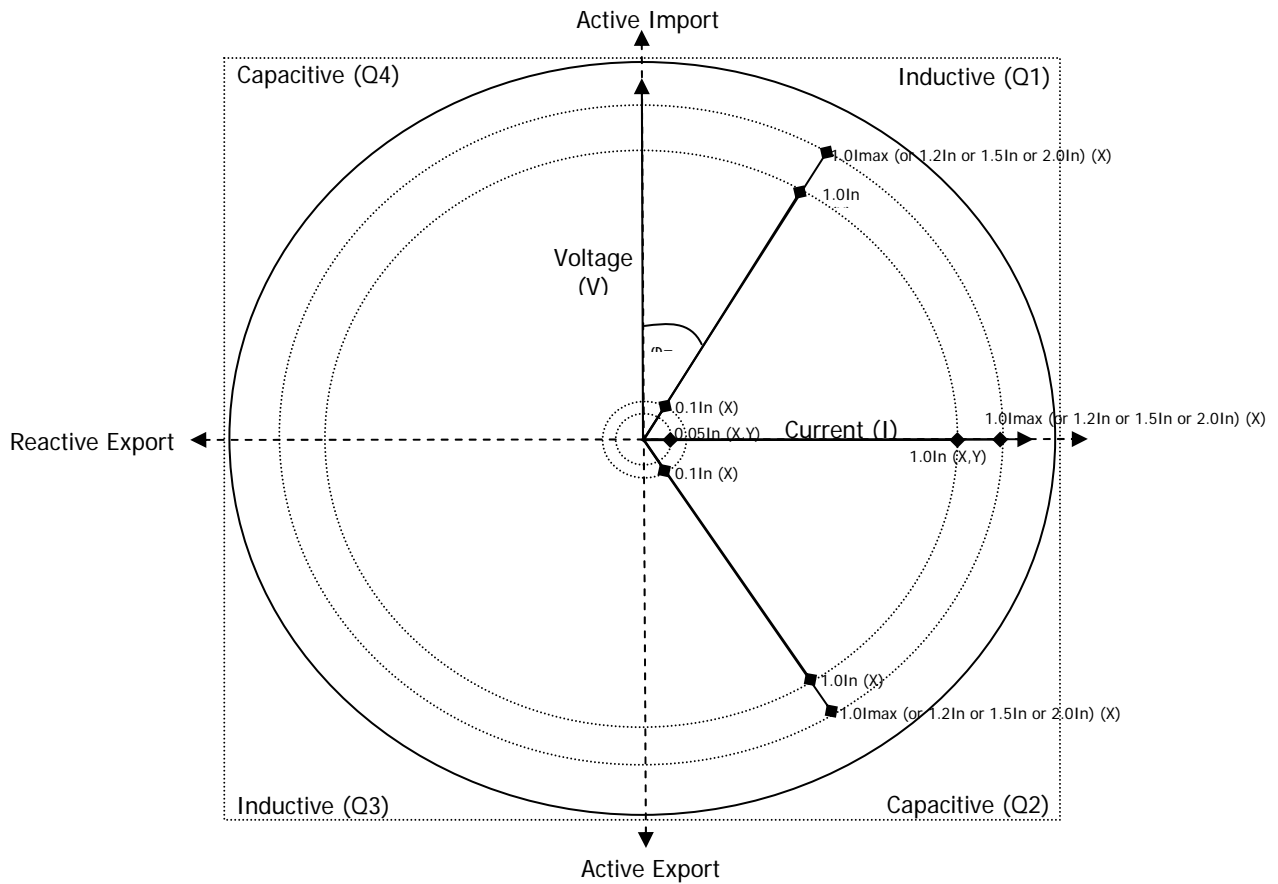 Active Import
Capacitive (Q4)
Inductive (Q1)
1.0Imax (or 1.2In or 1.5In or 2.0In) (X)
1.0In
Voltage
(V)
0.1In (X)
0.05In (X,Y)
Current (I)
1.0Imax (or 1.2In or 1.5In or 2.0In) (X)
Reactive Export
1.0In (X,Y)
0.1In (X)
1.0In (X)
1.0Imax (or 1.2In or 1.5In or 2.0In) (X)
Inductive (Q3)
Capacitive (Q2)
Active Export